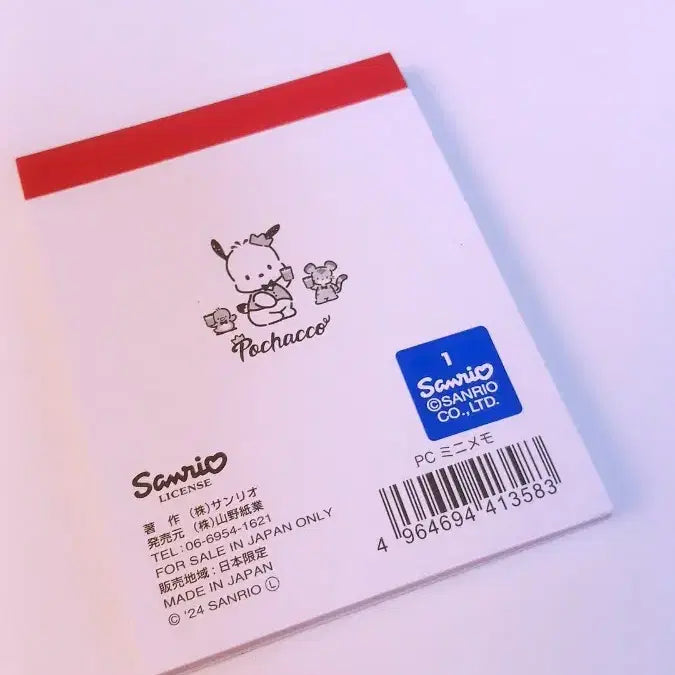 Pochacco
1
Sanrio
©SANRIO
CO.,LTD.
PC ミニメモ
4 964694 413583
Sanrio
LICENSE
著 作 (株)サンリオ
発売元 (株)山野紙業
TEL:06-6954-1621
FOR SALE IN JAPAN ONLY
販売地域:日本限定
MADE IN JAPAN
© '24 SANRIO Ⓛ